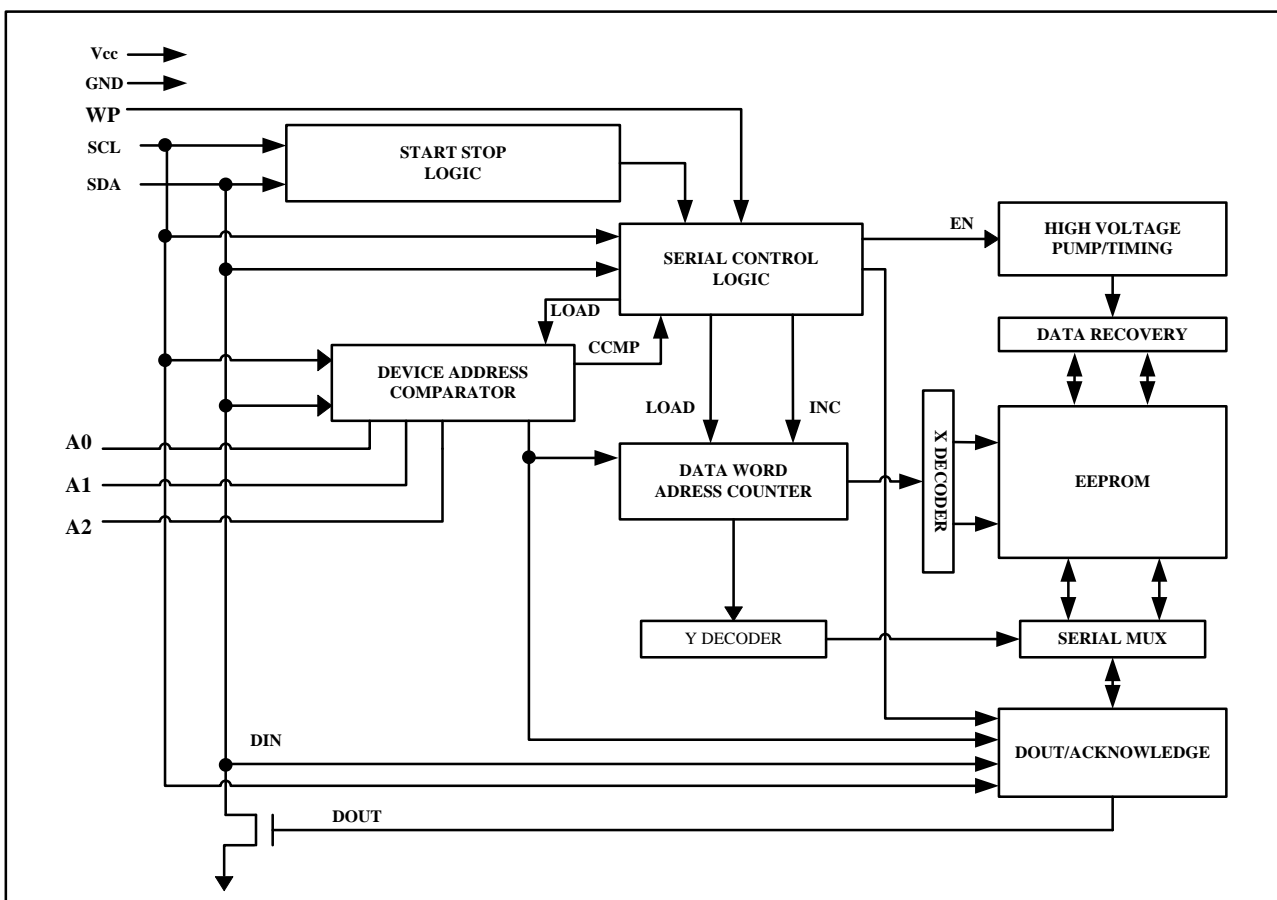 Vcc
GND
WP
SCL
SDA
START STOP
LOGIC
SERIAL CONTROL
LOGIC
EN
HIGH VOLTAGE
PUMP/TIMING
DATA RECOVERY
LOAD
CCMP
DEVICE ADDRESS
COMPARATOR
LOAD
INC
A0
A1
A2
DATA WORD
ADRESS COUNTER
X DECODER
EEPROM
Y DECODER
SERIAL MUX
DIN
DOUT/ACKNOWLEDGE
DOUT